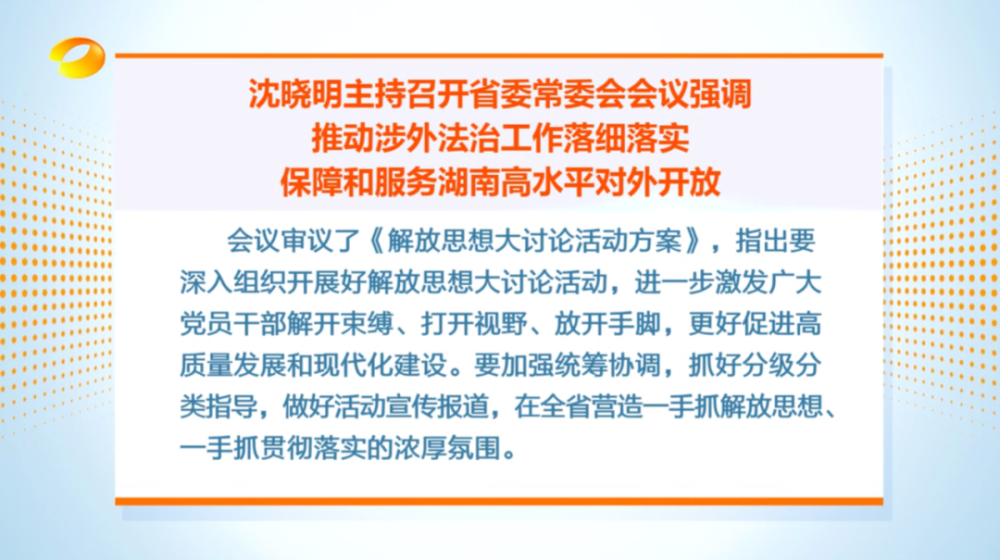 沈晓明主持召开省委常委会会议强调
推动涉外法治工作落细落实
保障和服务湖南高水平对外开放
会议审议了《解放思想大讨论活动方案》，指出要
深入组织开展好解放思想大讨论活动，进一步激发广大
党员干部解开束缚、打开视野、放开手脚，更好促进高
质量发展和现代化建设。要加强统筹协调，抓好分级分
类指导，做好活动宣传报道，在全省营造一手抓解放思想、
一手抓贯彻落实的浓厚氛围。